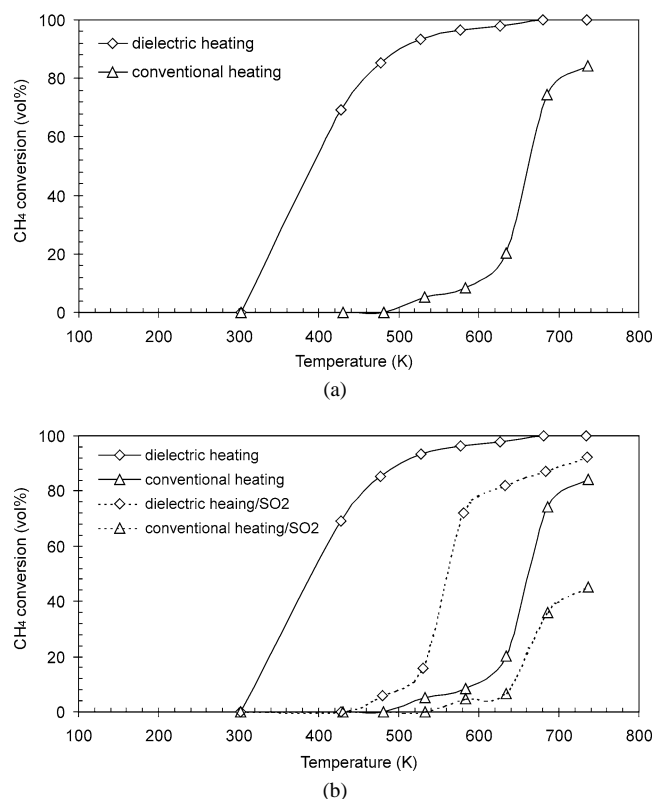 100
80
60
40
20
0
CH4 conversion (vol%)
dielectric heating
conventional heating
100 200 300 400 500 600 700 800
Temperature (K)
(a)
100
80
60
40
20
0
CH4 conversion (vol%)
dielectric heating
conventional heating
dielectric heaing/SO2
conventional heating/SO2
100 200 300 400 500 600 700 800
Temperature (K)
(b)